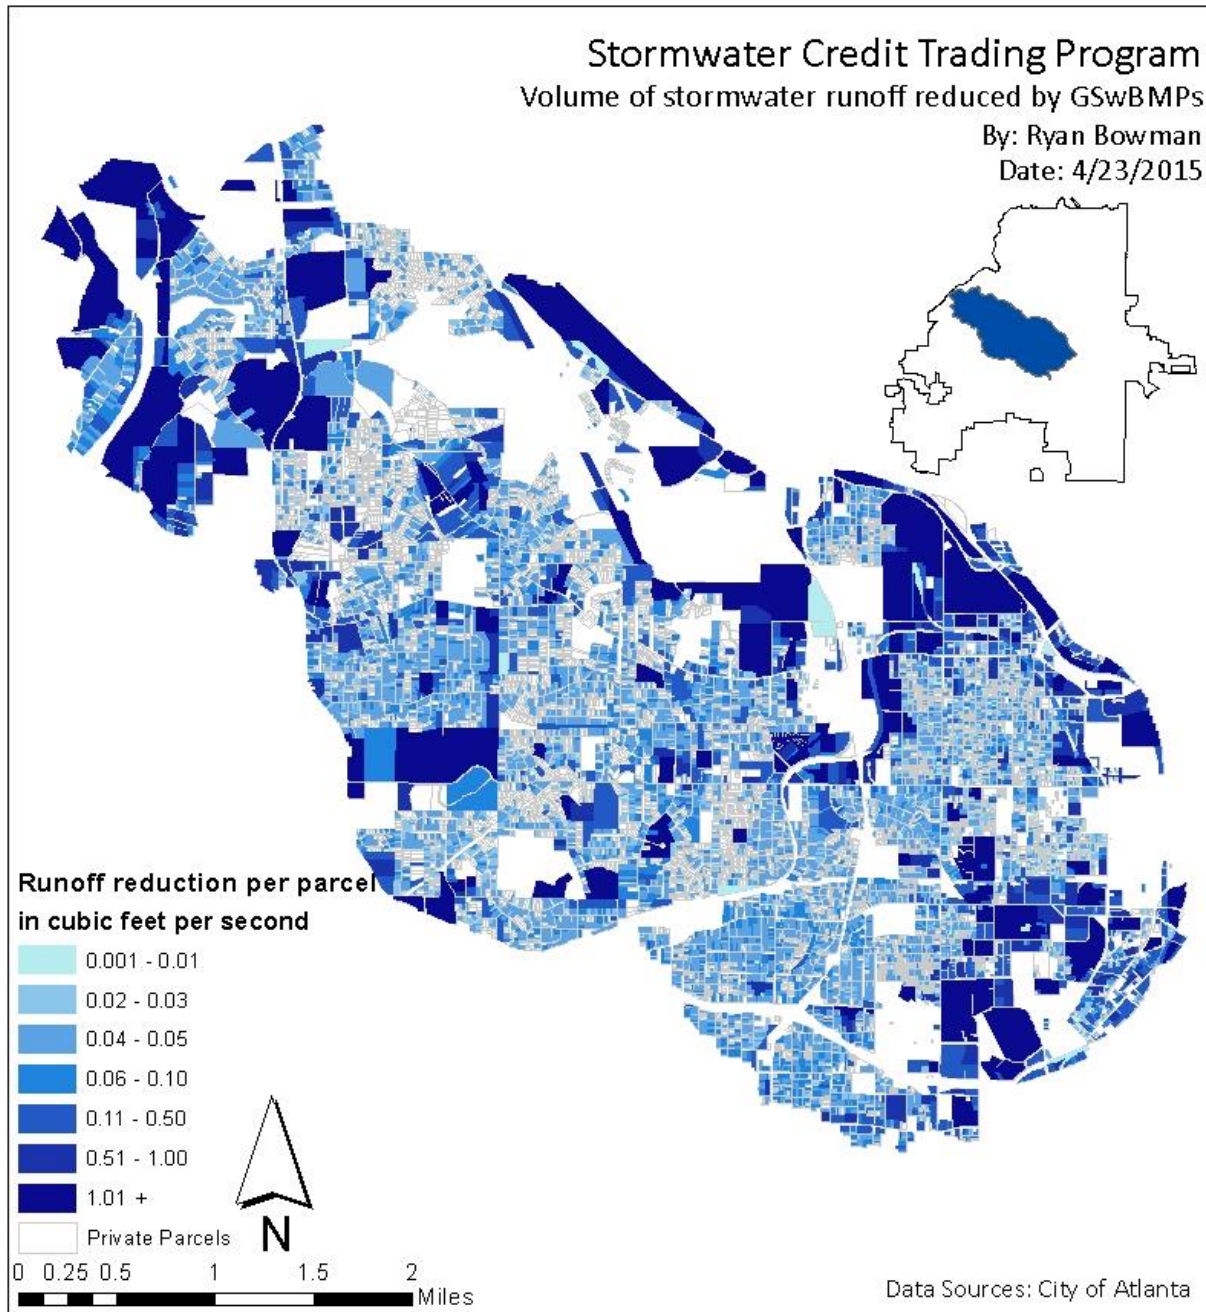 Stormwater Credit Trading Program
Volume of stormwater runoff reduced by GSwBMPs
By: Ryan Bowman
Date: 4/23/2015
Runoff reduction per parcel
in cubic feet per second
0.001 - 0.01
0.02 - 0.03
0.04 - 0.05
0.06 - 0.10
0.11 - 0.50
0.51 - 1.00
1.01 +
Private Parcels
N
0 0.25 0.5 1 1.5 2
Miles
Data Sources: City of Atlanta